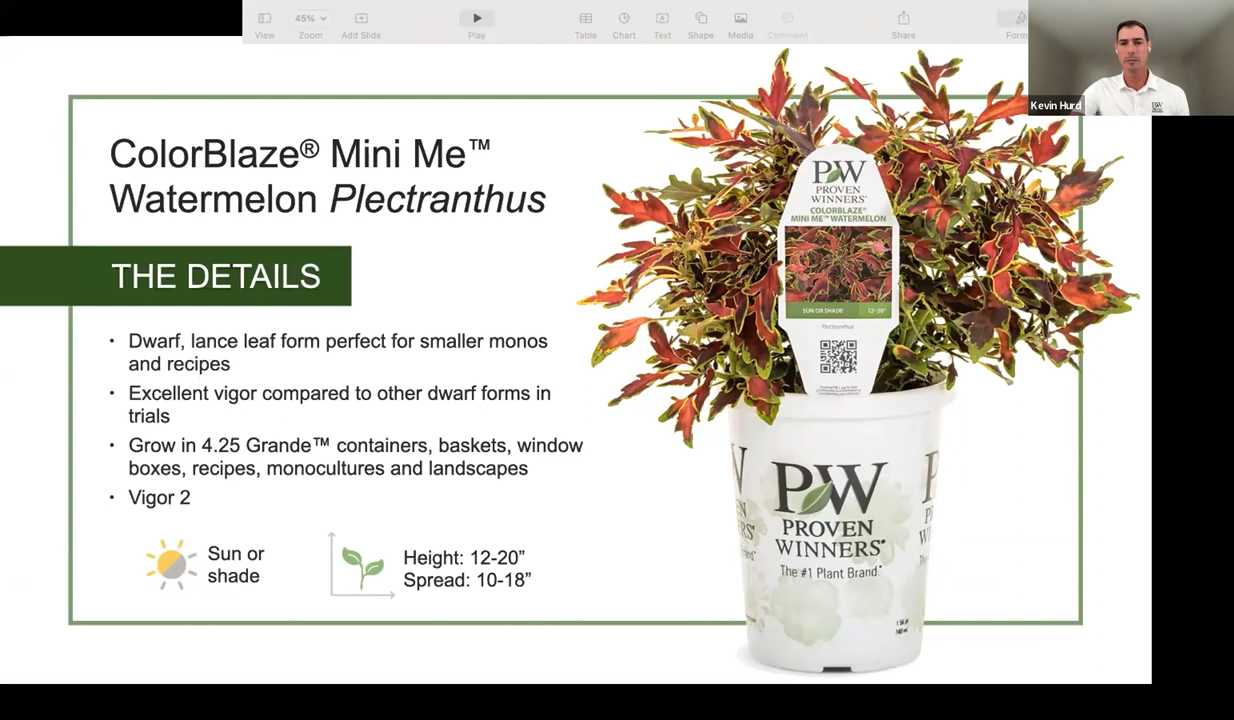 45%
View
Zoom
Add Slide
Play
Table
Chart
Text
Shape
Media
Comment
Share
Form
Kevin Hurd
ColorBlaze® Mini Me™
Watermelon Plectranthus
THE DETAILS
· Dwarf, lance leaf form perfect for smaller monos
and recipes
· Excellent vigor compared to other dwarf forms in
trials
· Grow in 4.25 Grande™ containers, baskets, window
boxes, recipes, monocultures and landscapes
· Vigor 2
Sun or
shade
Height: 12-20”
Spread: 10-18”
PW
PROVEN
WINNERS®
COLORBLAZE®
MINI ME™ WATERMELON
SUN OR SHADE 12-20"
Plectranthus
PW
PROVEN
WINNERS®
The #1 Plant Brand®
PW